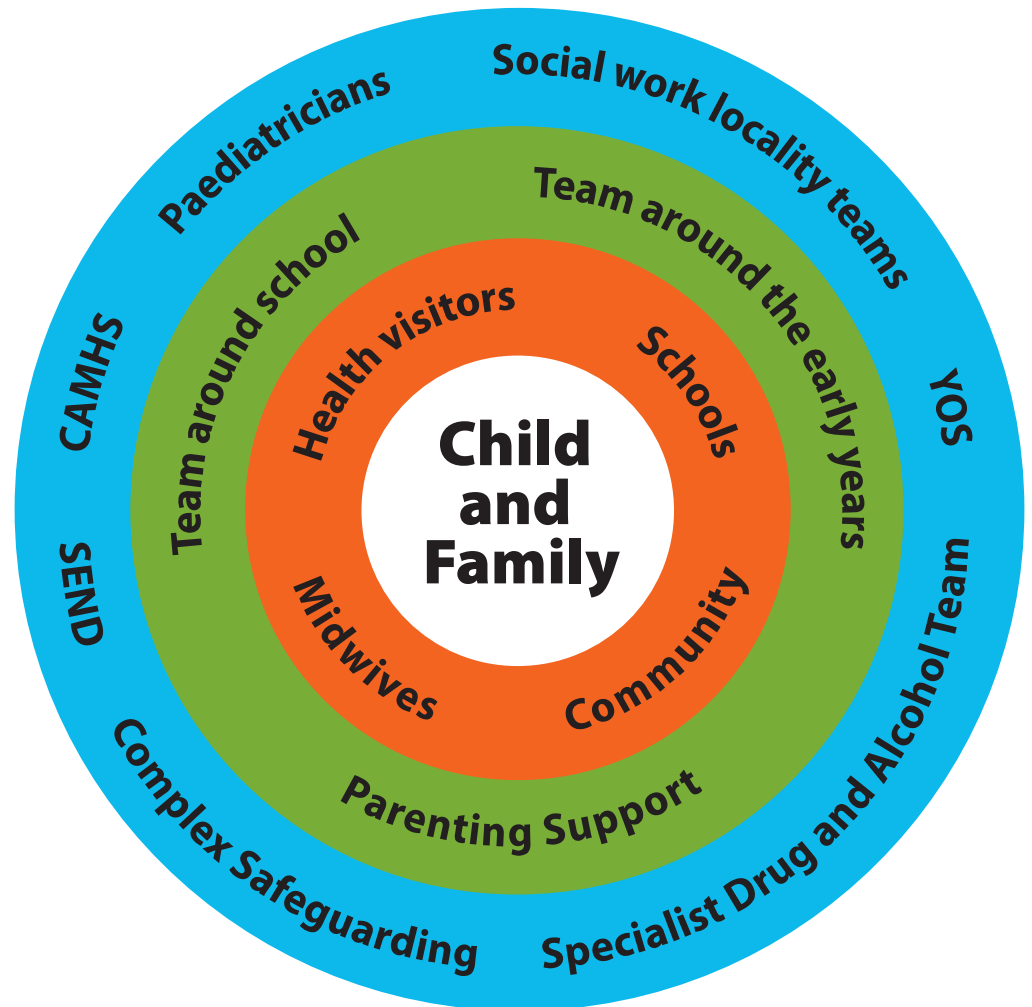 Social work locality teams
YOS
Specialist Drug and Alcohol Team
Complex Safeguarding
SEND
CAMHS
Paediatricians
Team around school
Team around the early years
Parenting Support
Health visitors
Schools
Community
Midwives
Child
and
Family